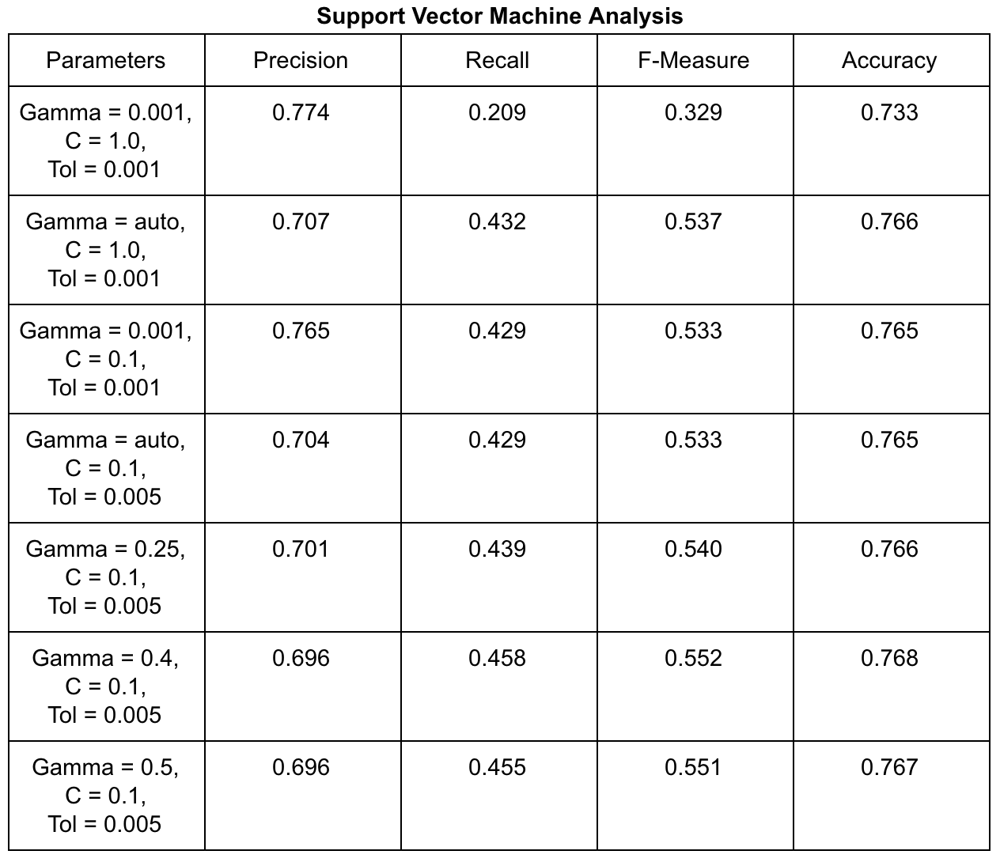 Support Vector Machine Analysis
Parameters Precision Recall F-Measure Accuracy
Gamma = 0.001, 0.774 0.209 0.329 0.733
C = 1.0,
Tol = 0.001
Gamma = auto, 0.707 0.432 0.537 0.766
C = 1.0,
Tol = 0.001
Gamma = 0.001, 0.765 0.429 0.533 0.765
C = 0.1,
Tol = 0.001
Gamma = auto, 0.704 0.429 0.533 0.765
C = 0.1,
Tol = 0.005
Gamma = 0.25, 0.701 0.439 0.540 0.766
C = 0.1,
Tol = 0.005
Gamma = 0.4, 0.696 0.458 0.552 0.768
C = 0.1,
Tol = 0.005
Gamma = 0.5, 0.696 0.455 0.551 0.767
C = 0.1,
Tol = 0.005